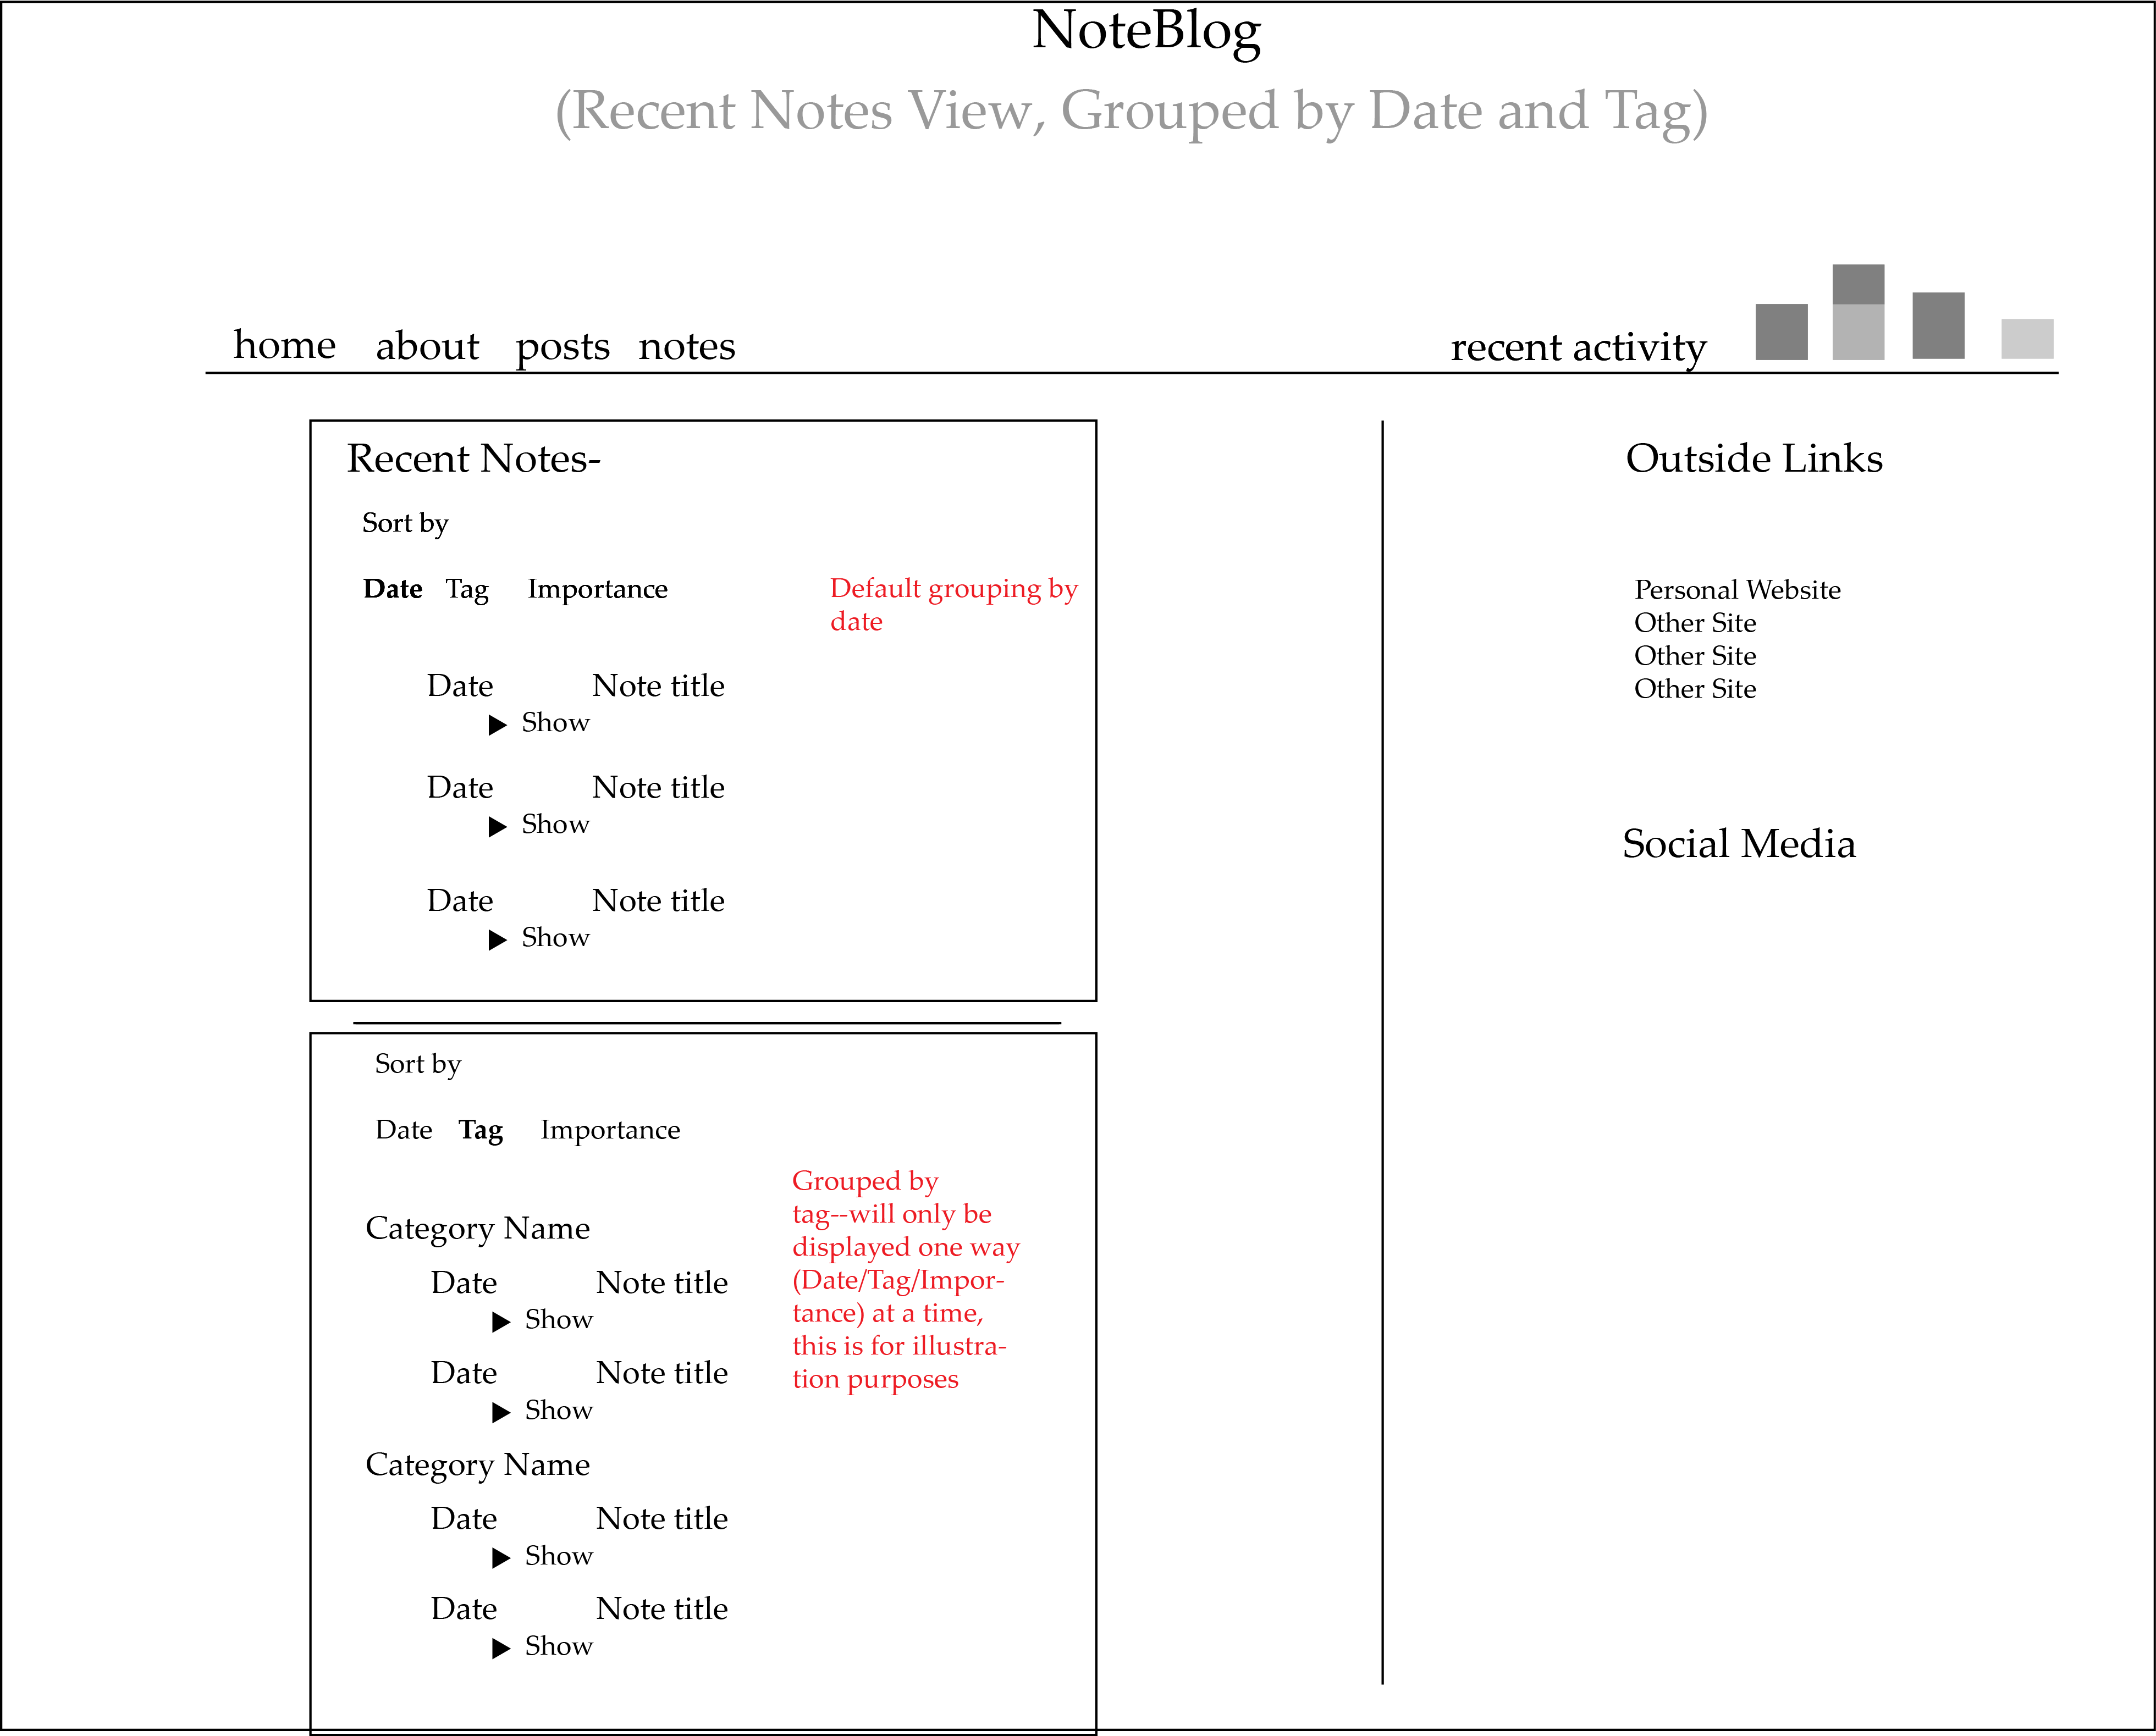 NoteBlog
(Recent Notes View, Grouped by Date and Tag)
home about posts notes
recent activity
Recent Notes-
Sort by
Date Tag Importance
Default grouping by
date
Date Note title
Show
Date Note title
Show
Date Note title
Show
Sort by
Date Tag Importance
Grouped by
tag--will only be
displayed one way
(Date/Tag/Impor-
tance) at a time,
this is for illustra-
tion purposes
Category Name
Date Note title
Show
Date Note title
Show
Category Name
Date Note title
Show
Date Note title
Show
Outside Links
Personal Website
Other Site
Other Site
Other Site
Social Media